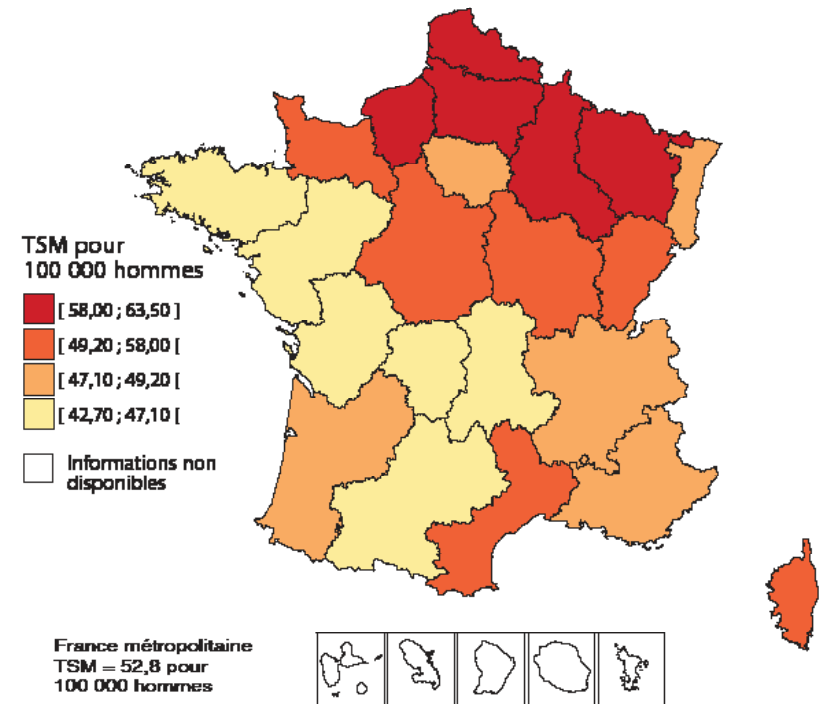 TSM pour
100 000 hommes
[ 58,00 ; 63,50 ]
[ 49,20 ; 58,00 [
[ 47,10 ; 49,20 [
[ 42,70 ; 47,10 [
Informations non
disponibles
France métropolitaine
TSM = 52,8 pour
100 000 hommes